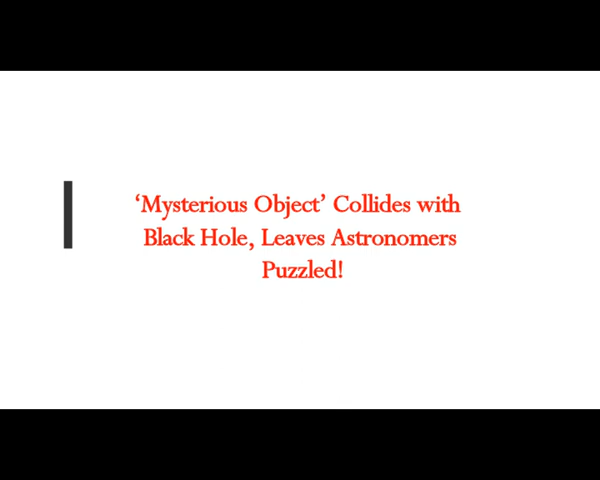 ‘Mysterious Object’ Collides with
Black Hole, Leaves Astronomers
Puzzled!